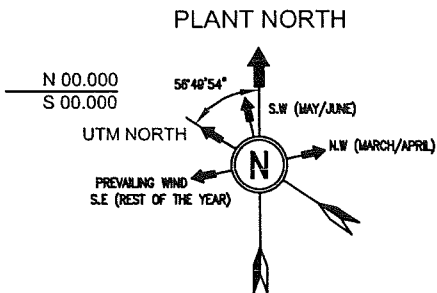 PLANT NORTH
56°49'54"
N 00.000
S 00.000
S.W (MAY/JUNE)
UTM NORTH
N.W (MARCH/APRIL)
N
PREVAILING WIND
S.E (REST OF THE YEAR)